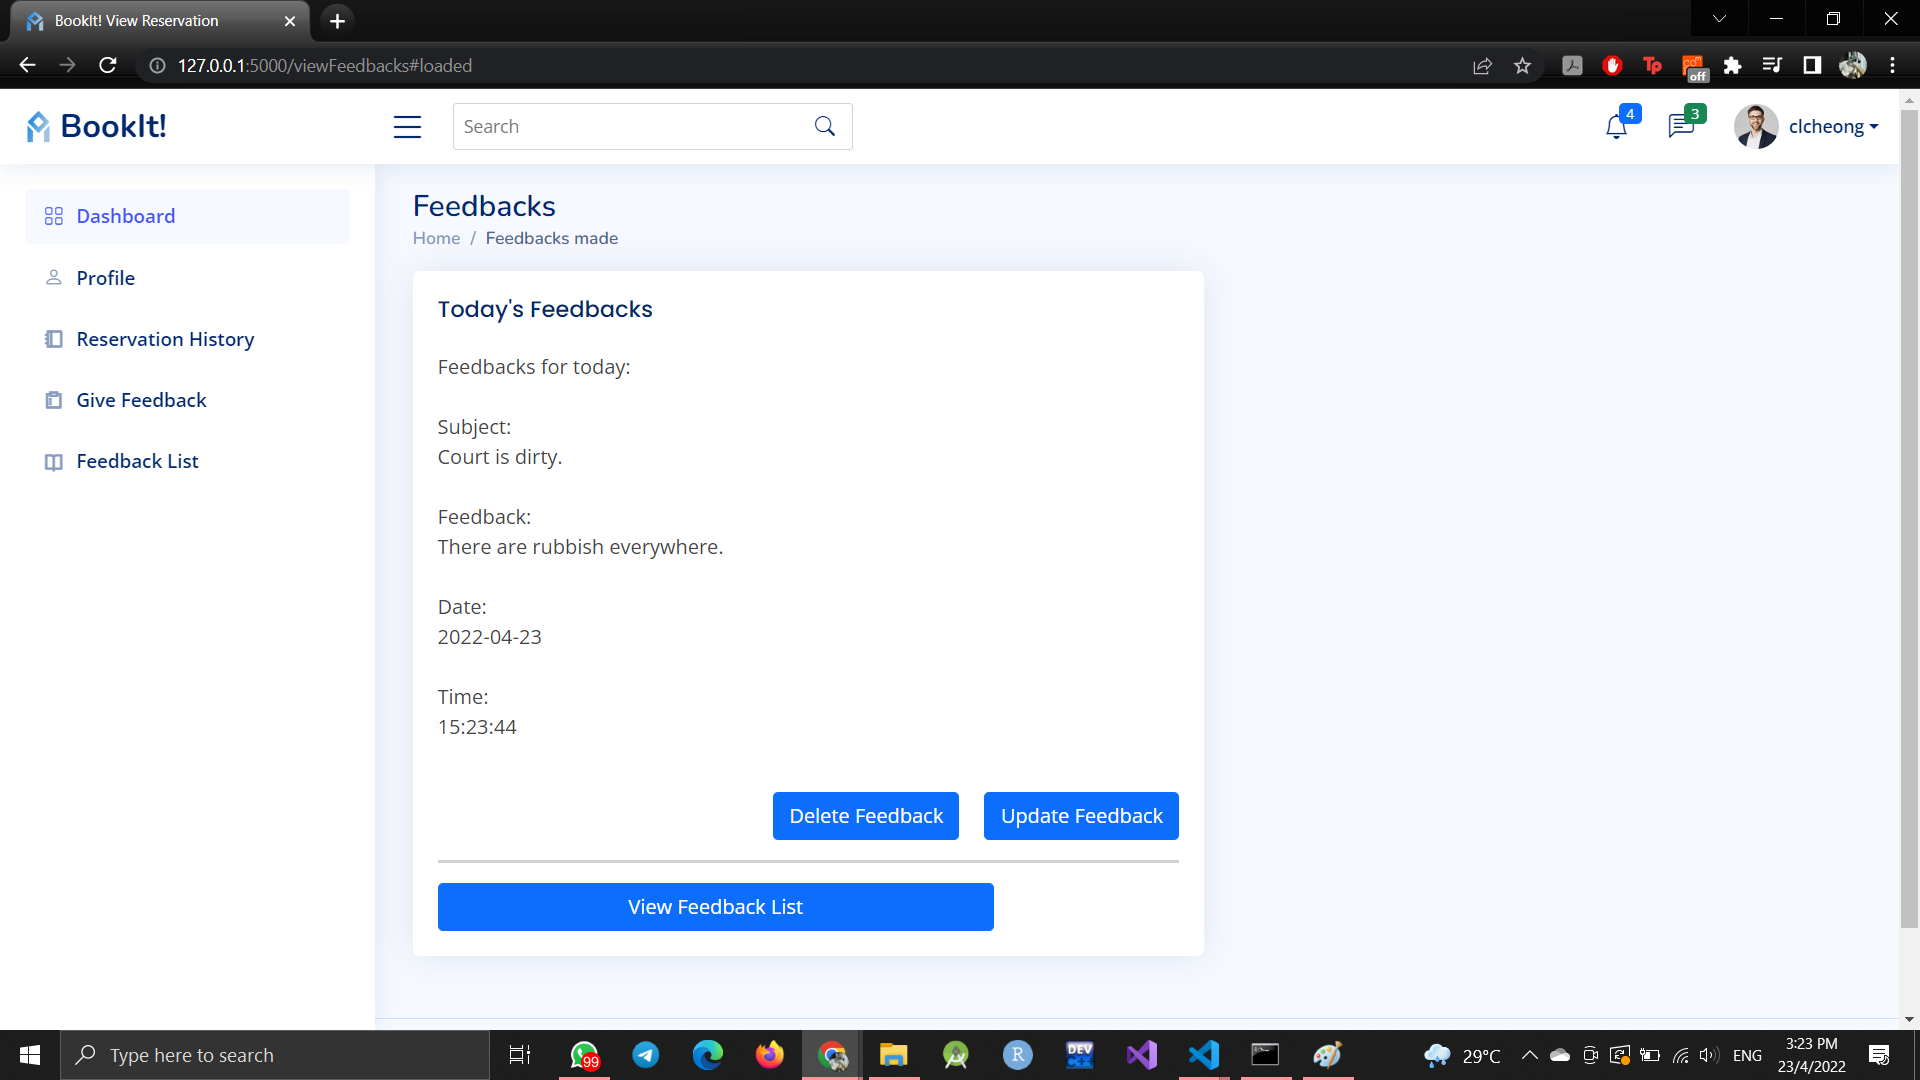 BookIt! View Reservation
127.0.0.1:5000/viewFeedbacks#loaded
off
BookIt!
Search
4
3
clcheong
Dashboard
Profile
Reservation History
Give Feedback
Feedback List
Feedbacks
Home / Feedbacks made
Today's Feedbacks
Feedbacks for today:
Subject:
Court is dirty.
Feedback:
There are rubbish everywhere.
Date:
2022-04-23
Time:
15:23:44
Delete Feedback
Update Feedback
View Feedback List
Type here to search
99
R
DEV
C++
29°C
ENG
3:23 PM
23/4/2022